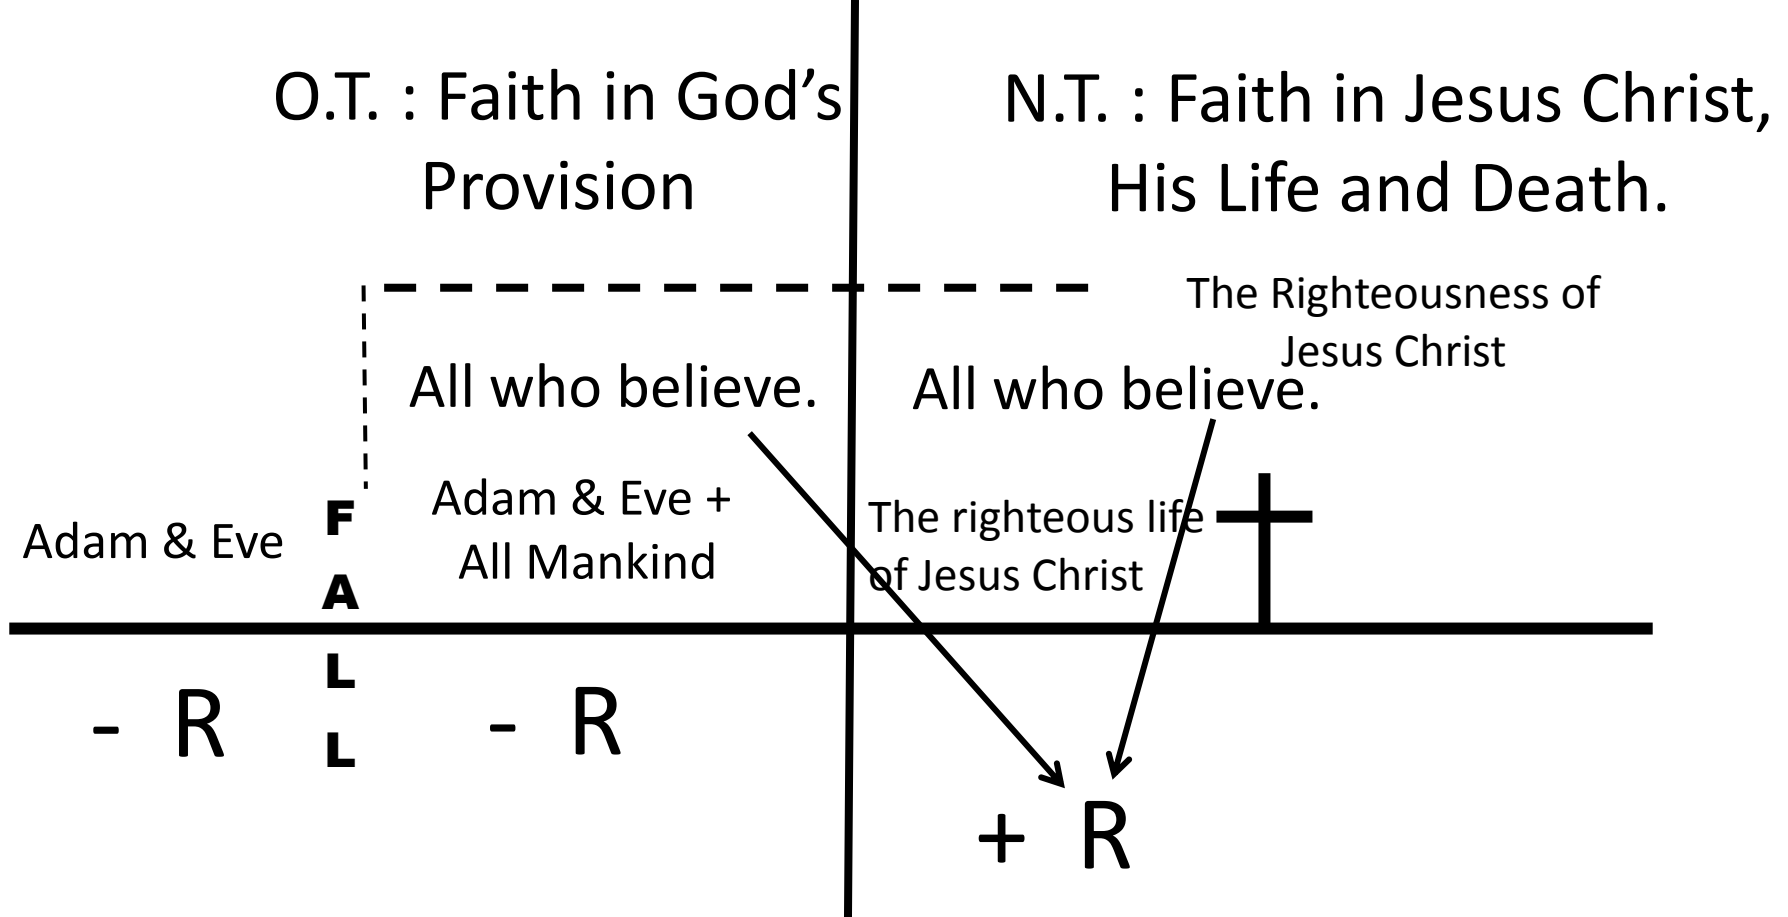 O.T. : Faith in God’s
Provision
N.T. : Faith in Jesus Christ,
His Life and Death.
The Righteousness of
Jesus Christ
All who believe.
All who believe.
Adam & Eve
F
A
L
L
Adam & Eve +
All Mankind
The righteous life
of Jesus Christ
- R
- R
+ R